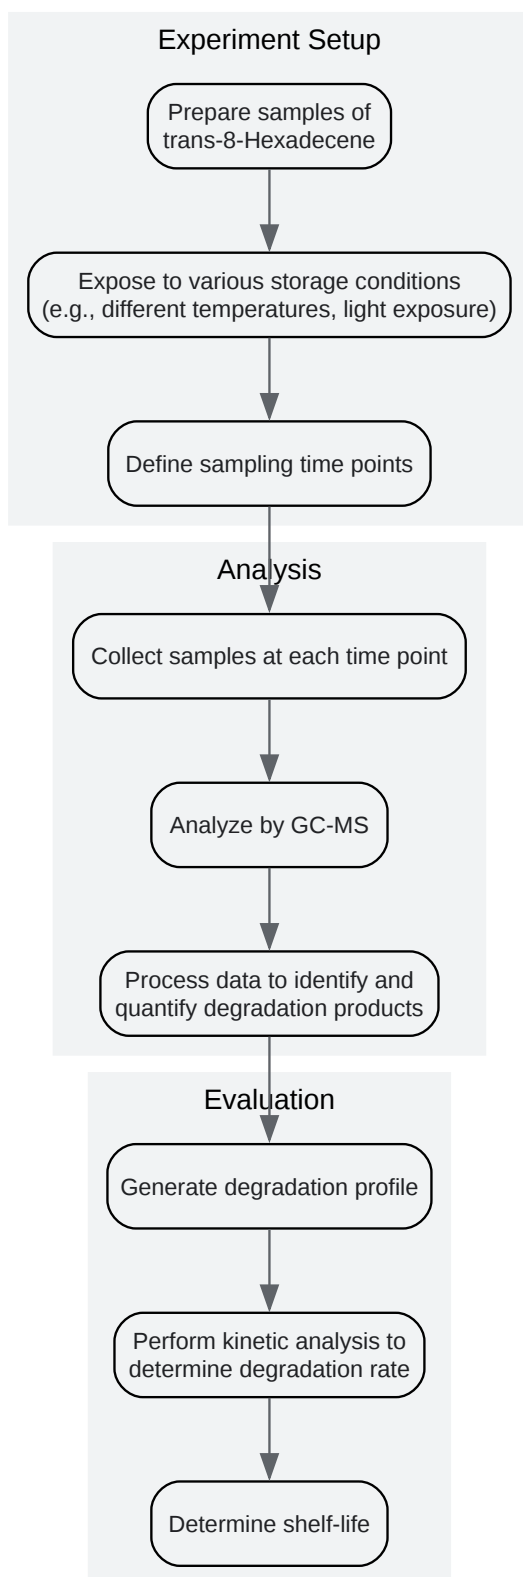 Experiment Setup
Prepare samples of
trans-8-Hexadecene
Expose to various storage conditions
(e.g., different temperatures, light exposure)
Define sampling time points
Analysis
Collect samples at each time point
Analyze by GC-MS
Process data to identify and
quantify degradation products
Evaluation
Generate degradation profile
Perform kinetic analysis to
determine degradation rate
Determine shelf-life